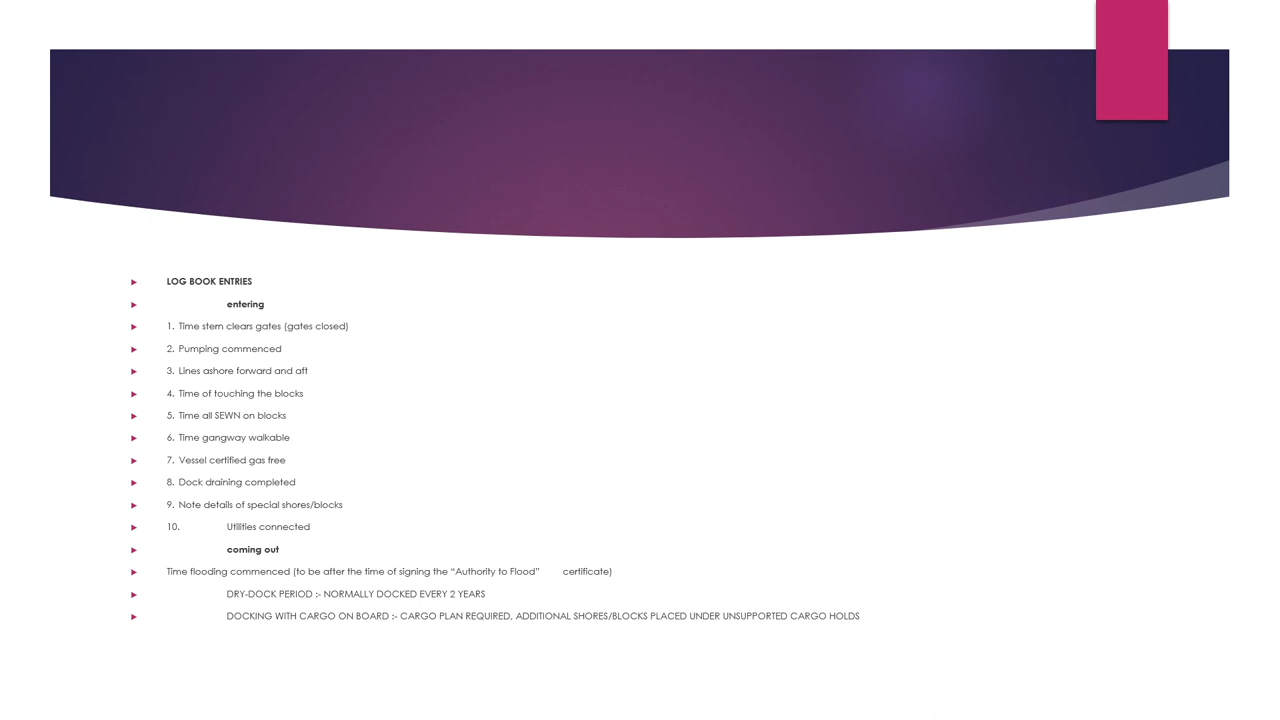 LOG BOOK ENTRIES
entering
1. Time stern clears gates (gates closed)
2. Pumping commenced
3. Lines ashore forward and aft
4. Time of touching the blocks
5. Time all SEWN on blocks
6. Time gangway walkable
7. Vessel certified gas free
8. Dock draining completed
9. Note details of special shores/blocks
10. Utilities connected
coming out
Time flooding commenced (to be after the time of signing the “Authority to Flood” certificate)
DRY-DOCK PERIOD :- NORMALLY DOCKED EVERY 2 YEARS
DOCKING WITH CARGO ON BOARD :- CARGO PLAN REQUIRED, ADDITIONAL SHORES/BLOCKS PLACED UNDER UNSUPPORTED CARGO HOLDS